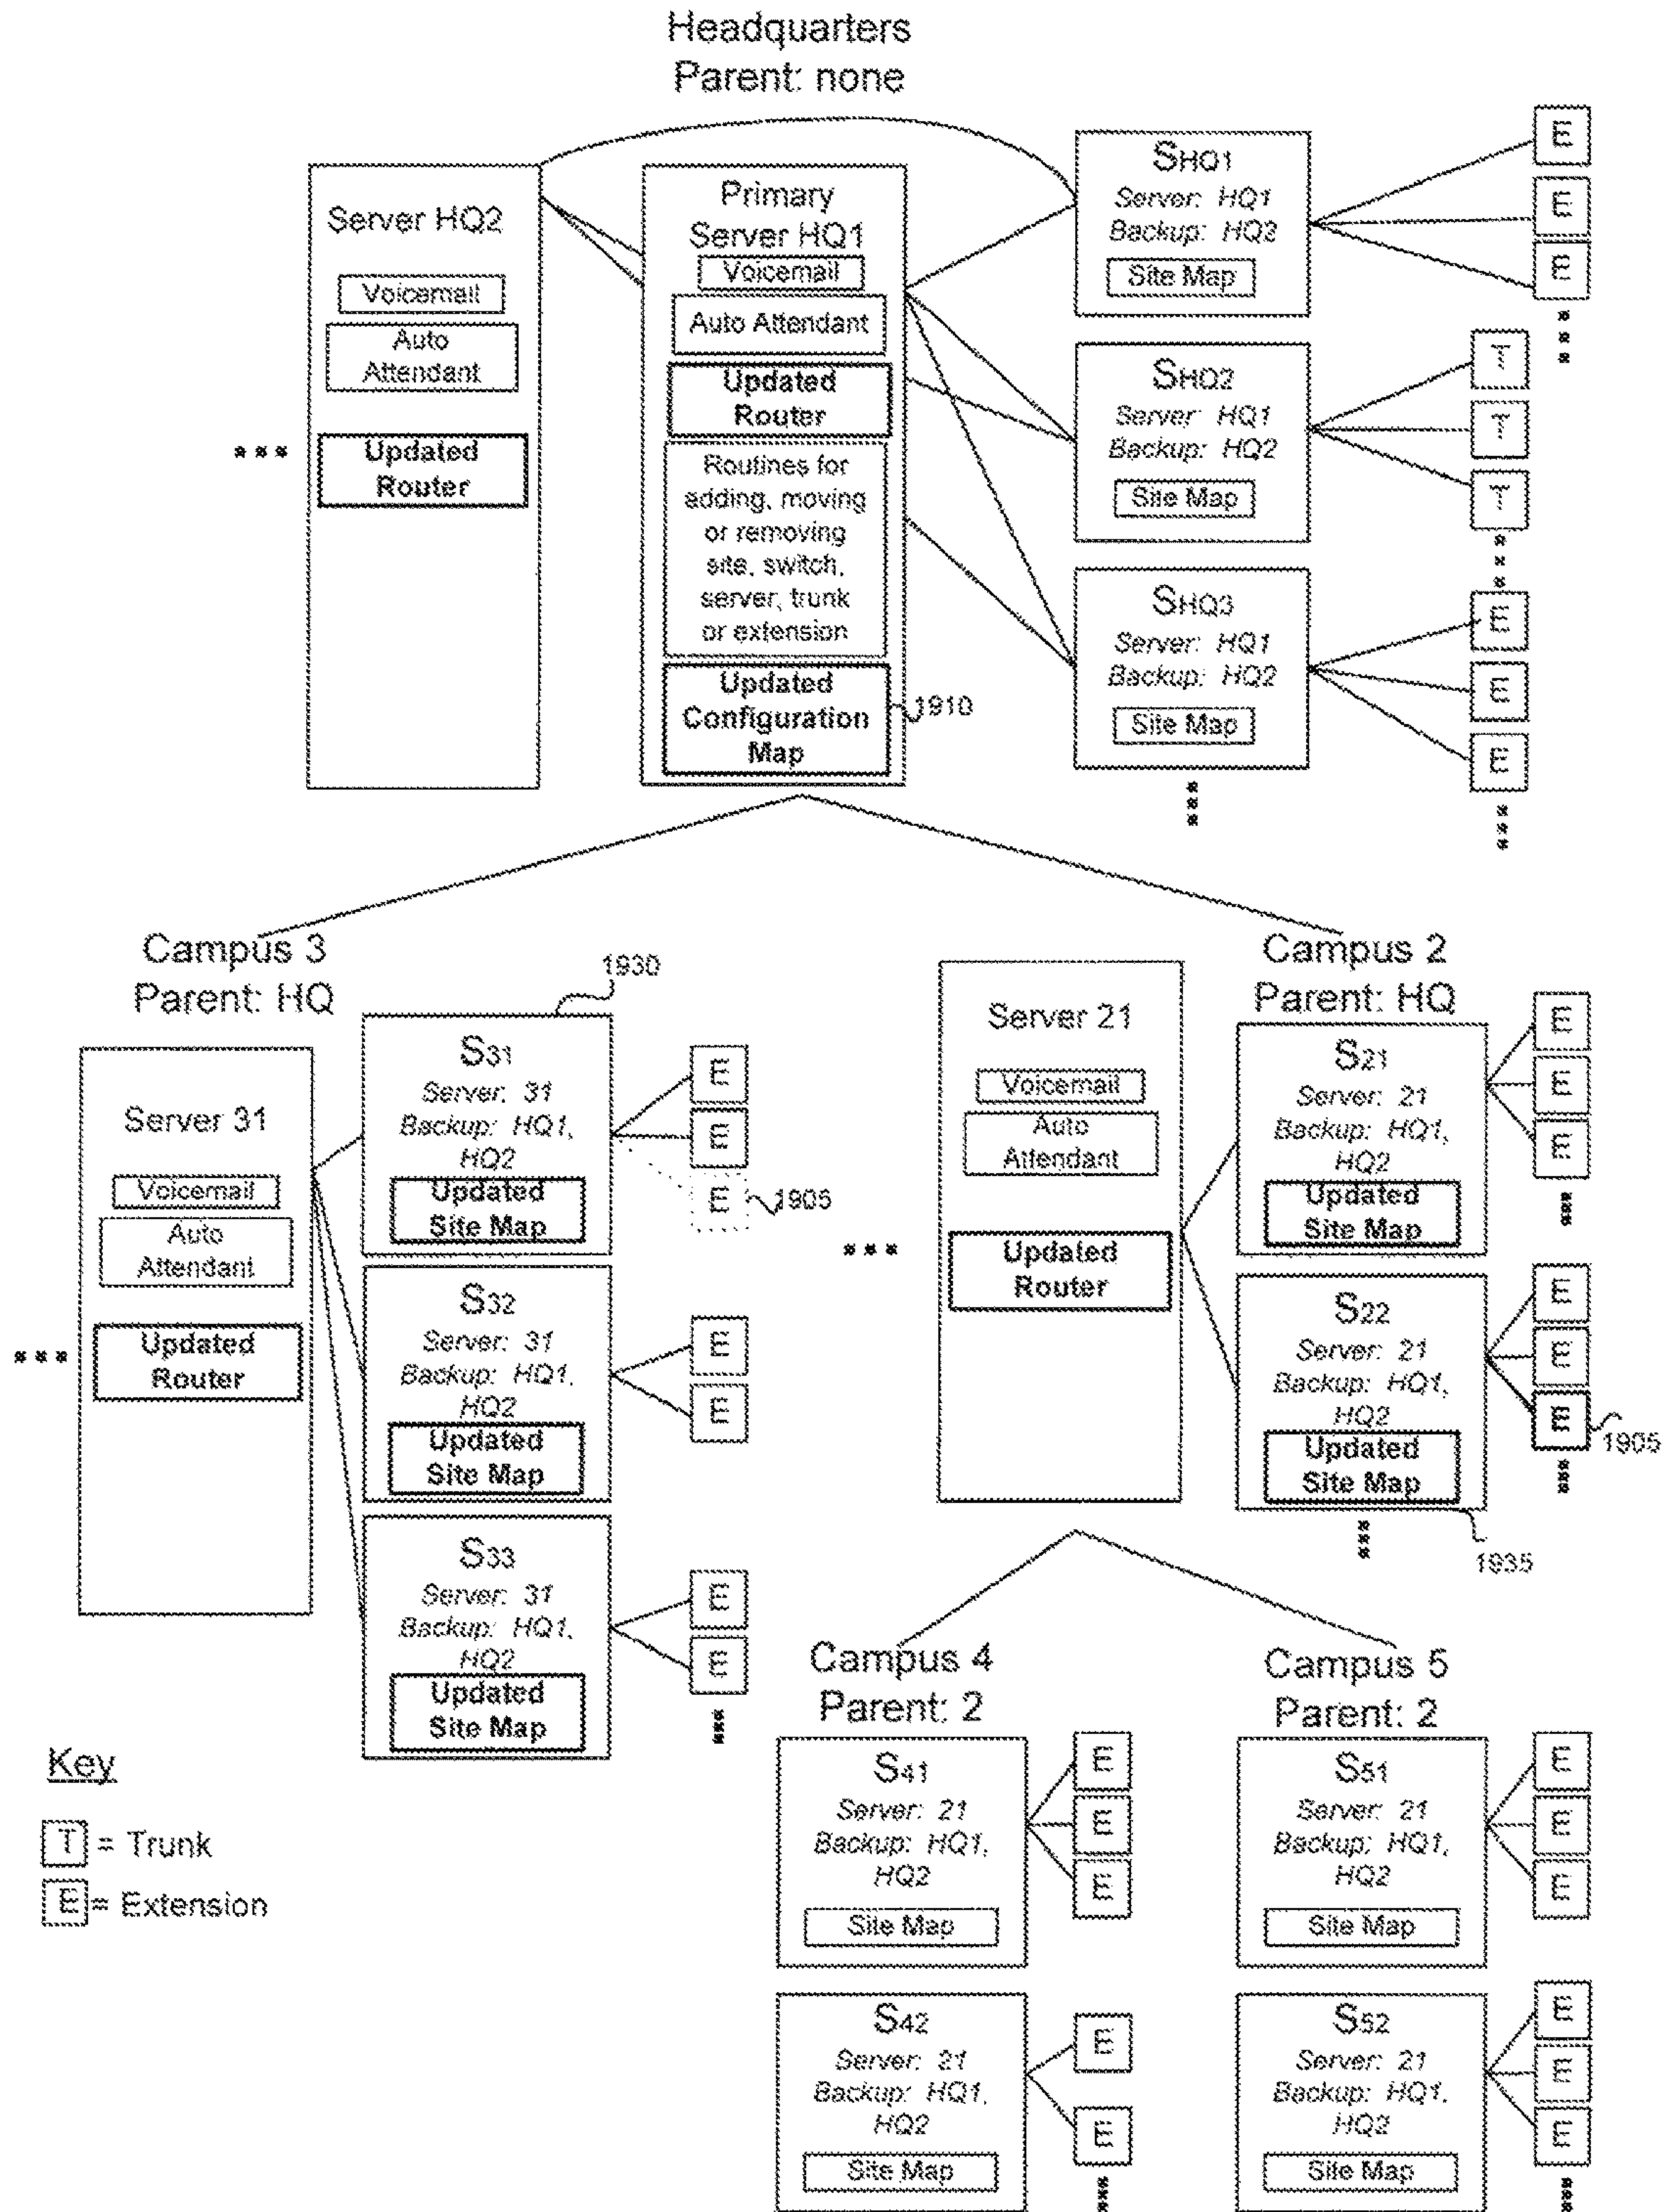 Headquarters
Parent: none
Server HQ2
Voicemail
Auto
Attendant
Updated
Router
Primary
Server HQ1
Voicemail
Auto Attendant
Updated
Router
Routines for
adding, moving
or removing
site, switch,
server, trunk
or extension
Updated
Configuration
Map
1910
SHQ1
Server: HQ1
Backup: HQ2
Site Map
E
E
E
SHQ2
Server: HQ1
Backup: HQ2
Site Map
T
T
T
SHQ3
Server: HQ1
Backup: HQ2
Site Map
E
E
E
Campus 3
Parent: HQ
Server 31
Voicemail
Auto
Attendant
Updated
Router
1930
S31
Server: 31
Backup: HQ1,
HQ2
Updated
Site Map
E
E
E
1905
S32
Server: 31
Backup: HQ1,
HQ2
Updated
Site Map
E
E
S33
Server: 31
Backup: HQ1,
HQ2
Updated
Site Map
E
E
Campus 2
Parent: HQ
Server 21
Voicemail
Auto
Attendant
Updated
Router
S21
Server: 21
Backup: HQ1,
HQ2
Updated
Site Map
E
E
E
S22
Server: 21
Backup: HQ1,
HQ2
Updated
Site Map
E
E
E
1905
1935
Campus 4
Parent: 2
S41
Server: 21
Backup: HQ1,
HQ2
Site Map
E
E
E
S42
Server: 21
Backup: HQ1,
HQ2
Site Map
E
E
Campus 5
Parent: 2
S51
Server: 21
Backup: HQ1,
HQ2
Site Map
E
E
E
S52
Server: 21
Backup: HQ1,
HQ2
Site Map
E
E
E
Key
T = Trunk
E = Extension